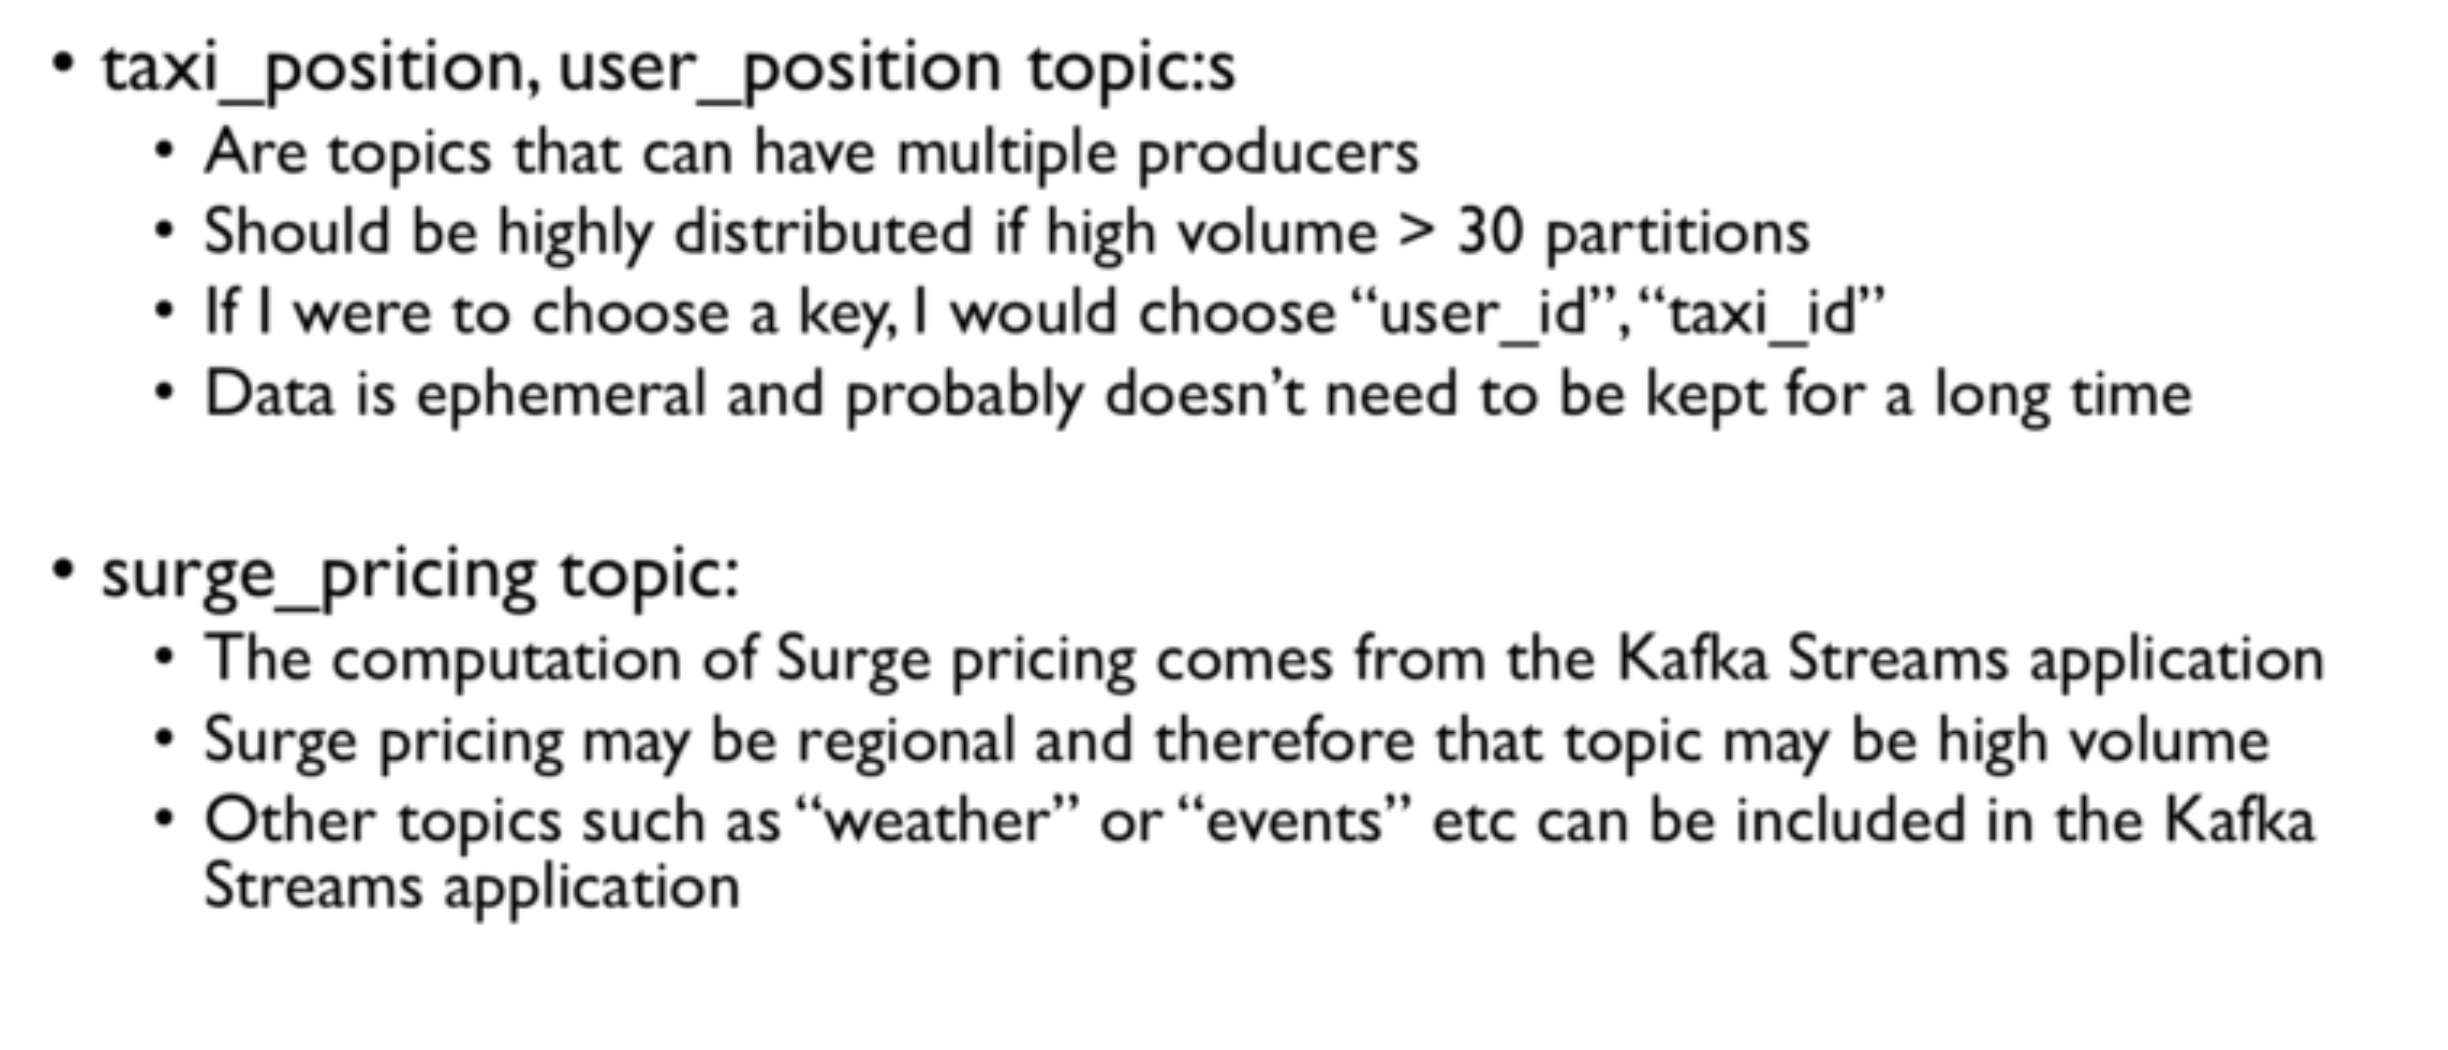 • taxi_position, user_position topic:s
• Are topics that can have multiple producers
• Should be highly distributed if high volume > 30 partitions
• If I were to choose a key, I would choose “user_id”, “taxi_id”
• Data is ephemeral and probably doesn’t need to be kept for a long time
• surge_pricing topic:
• The computation of Surge pricing comes from the Kafka Streams application
• Surge pricing may be regional and therefore that topic may be high volume
• Other topics such as “weather” or “events” etc can be included in the Kafka
Streams application